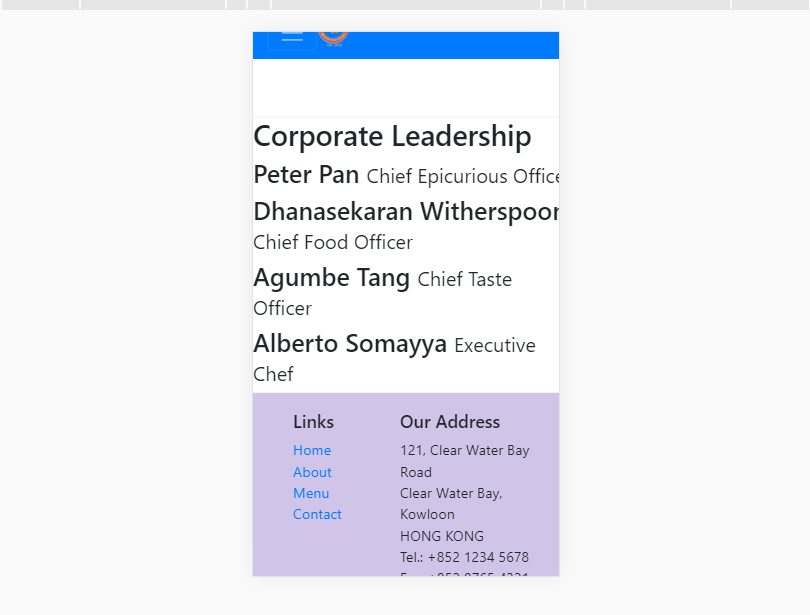 Corporate Leadership
Peter Pan Chief Epicurious Office
Dhanasekaran Witherspoon
Chief Food Officer
Agumbe Tang Chief Taste
Officer
Alberto Somayya Executive
Chef
Links
Home
About
Menu
Contact
Our Address
121, Clear Water Bay
Road
Clear Water Bay,
Kowloon
HONG KONG
Tel.: +852 1234 5678